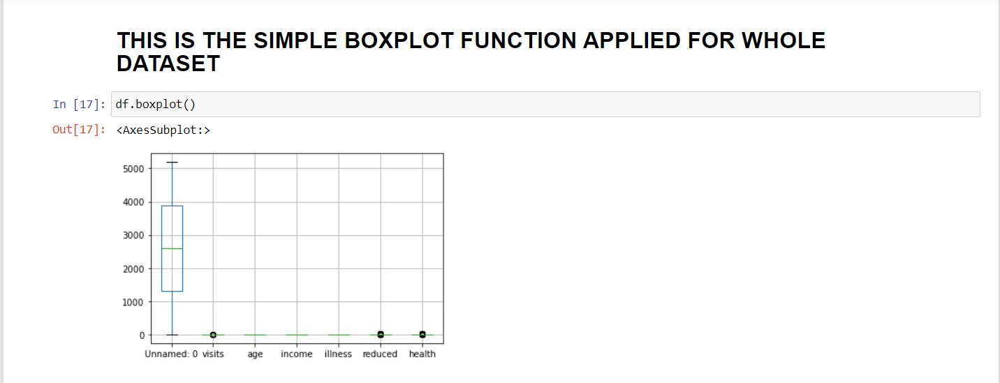 THIS IS THE SIMPLE BOXPLOT FUNCTION APPLIED FOR WHOLE
DATASET
In [17]: df.boxplot()
Out[17]: <AxesSubplot:>
5000
4000
3000
2000
1000
0
Unnamed: 0 visits age income illness reduced health